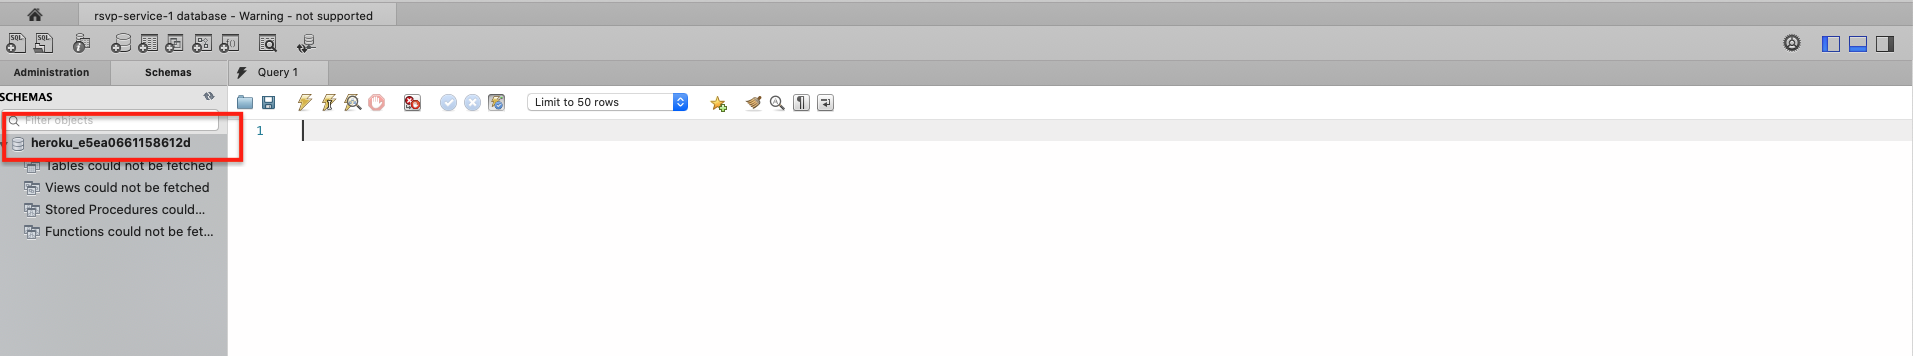 rsvp-service-1 database - Warning - not supported
Administration
Schemas
Query 1
SCHEMAS
Limit to 50 rows
Filter objects
1
heroku_e5ea0661158612d
Tables could not be fetched
Views could not be fetched
Stored Procedures could...
Functions could not be fet...